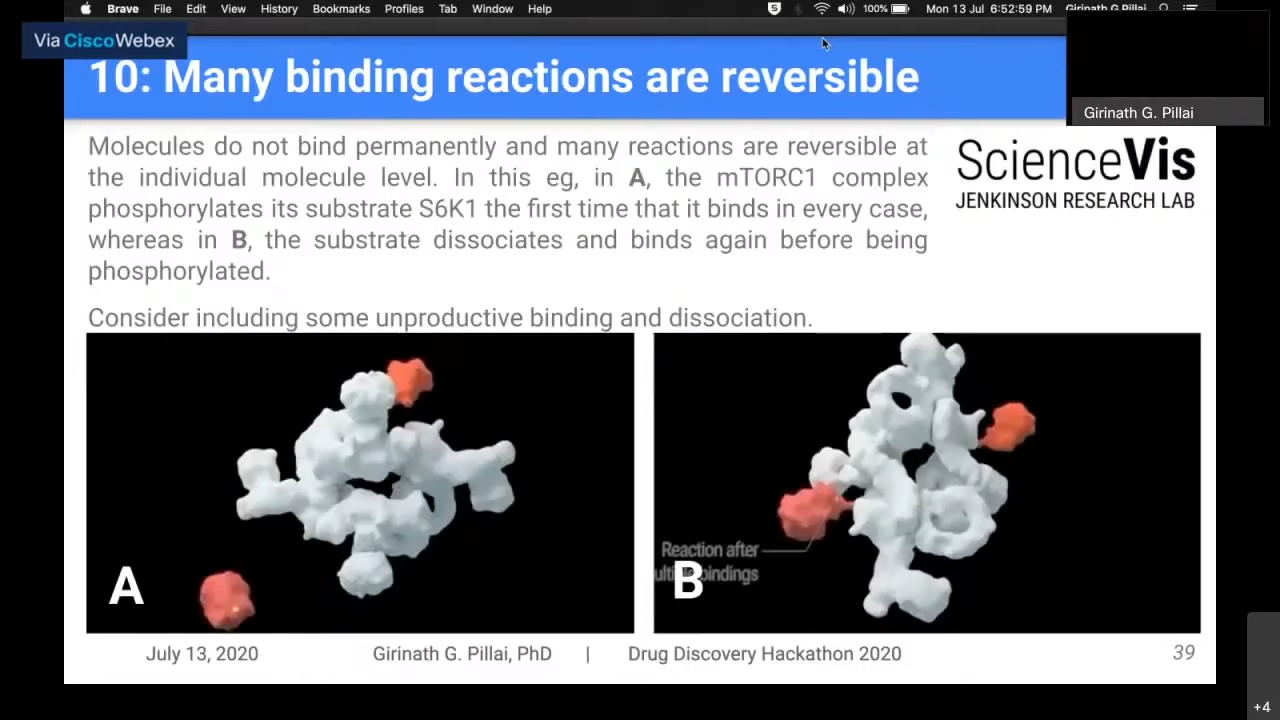 Brave File Edit View History Bookmarks Profiles Tab Window Help 5 100% Mon 13 Jul 6:52:59 PM Girinath G Pillai
Via CiscoWebex
10: Many binding reactions are reversible
Girinath G. Pillai
Molecules do not bind permanently and many reactions are reversible at
the individual molecule level. In this eg, in A, the mTORC1 complex
phosphorylates its substrate S6K1 the first time that it binds in every case,
whereas in B, the substrate dissociates and binds again before being
phosphorylated.
ScienceVis
JENKINSON RESEARCH LAB
Consider including some unproductive binding and dissociation.
A
Reaction after
B
July 13, 2020 Girinath G. Pillai, PhD | Drug Discovery Hackathon 2020 39
+4